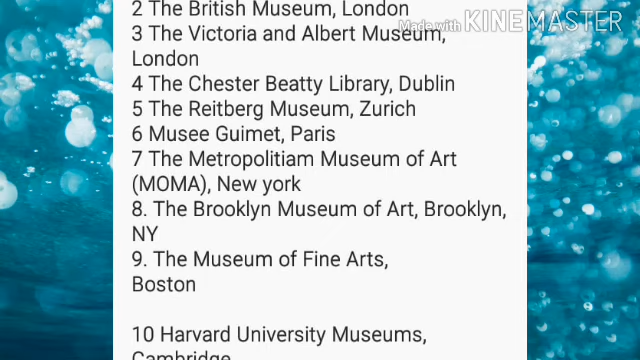 2 The British Museum, London
Made with KINEMASTER
3 The Victoria and Albert Museum,
London
4 The Chester Beatty Library, Dublin
5 The Reitberg Museum, Zurich
6 Musee Guimet, Paris
7 The Metropolitiam Museum of Art
(MOMA), New york
8. The Brooklyn Museum of Art, Brooklyn,
NY
9. The Museum of Fine Arts,
Boston
10 Harvard University Museums,
Cambridge